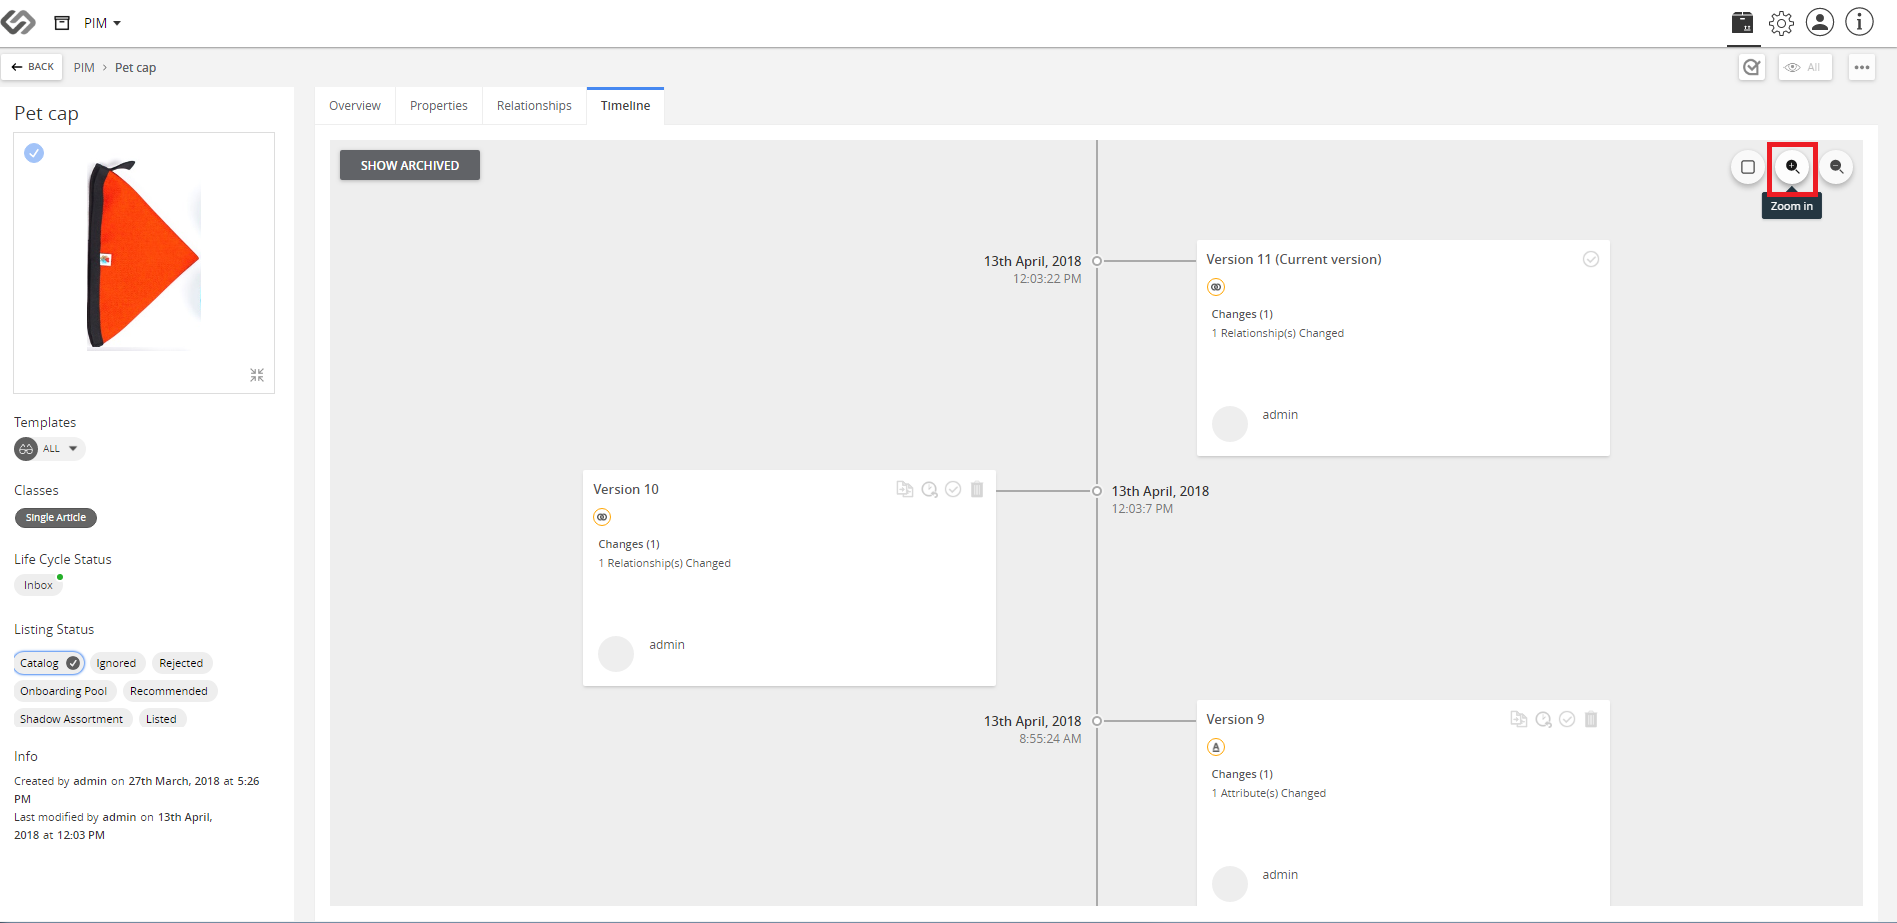 PIM
BACK PIM > Pet cap All
Pet cap
Overview Properties Relationships Timeline
SHOW ARCHIVED
Zoom in
13th April, 2018
12:03:22 PM
Version 11 (Current version)
Changes (1)
1 Relationship(s) Changed
admin
Version 10
Changes (1)
1 Relationship(s) Changed
admin
13th April, 2018
12:03:7 PM
13th April, 2018
8:55:24 AM
Version 9
A
Changes (1)
1 Attribute(s) Changed
admin
Templates
ALL
Classes
Single Article
Life Cycle Status
Inbox
Listing Status
Catalog Ignored Rejected
Onboarding Pool Recommended
Shadow Assortment Listed
Info
Created by admin on 27th March, 2018 at 5:26
PM
Last modified by admin on 13th April,
2018 at 12:03 PM